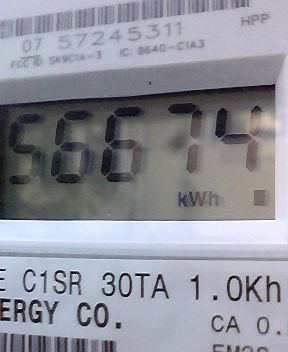 HPP
07 57245311
FCC ID: SK9C1A-3 IC: 864G-C1A3
56674
kWh
E C1SR 30TA 1.0Kh
ERGY CO.
CA 0.